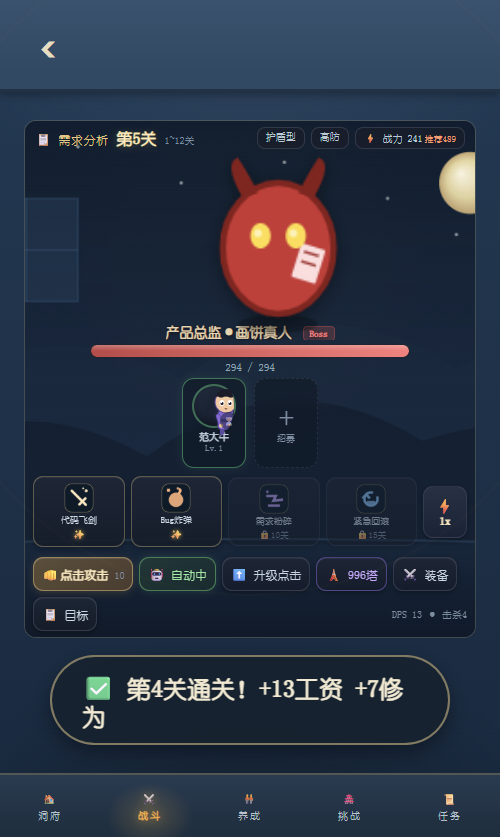 需求分析 第5关 1~12关 护盾型 高防 战力 241 推荐489
产品总监●画饼真人 Boss
294 / 294
范大牛
Lv.1
招募
代码飞剑 Bug炸弹 需求粉碎 紧急回滚 1x
10关 15关
点击攻击 10 自动中 升级点击 996塔 装备
目标 DPS 13 ● 击杀4
第4关通关! +13工资 +7修
为
洞府 战斗 养成 挑战 任务